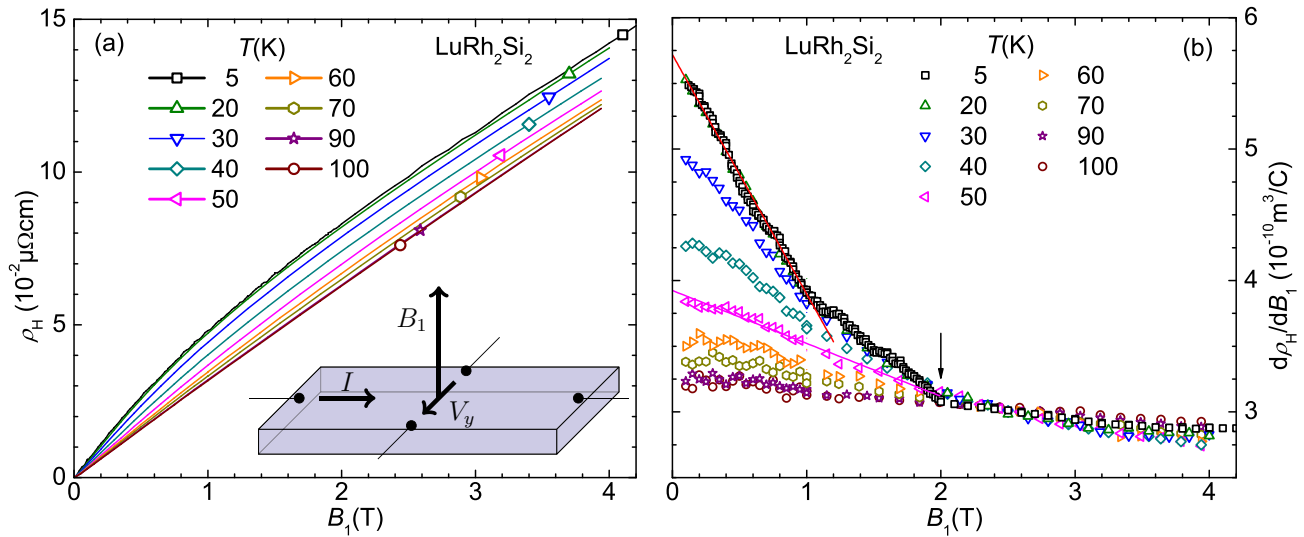 (a) T(K) LuRh₂Si₂
5 60
20 70
30 90
40 100
50
15
10
5
0
ρH (10⁻²μΩcm)
B₁
I
Vy
0 1 2 3 4
B₁(T)
LuRh₂Si₂ T(K) (b)
5 60
20 70
30 90
40 100
50
6
5
4
3
dρH/dB₁ (10⁻¹⁰m³/C)
0 1 2 3 4
B₁(T)